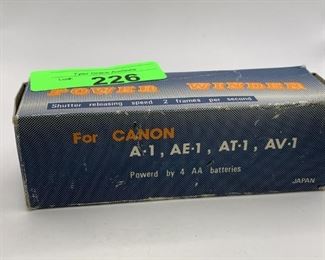 Lot# 226
POWER WINDER
Shutter releasing speed 2 frames per second
For CANON
A-1, AE-1, AT-1, AV-1
Powerd by 4 AA batteries
JAPAN